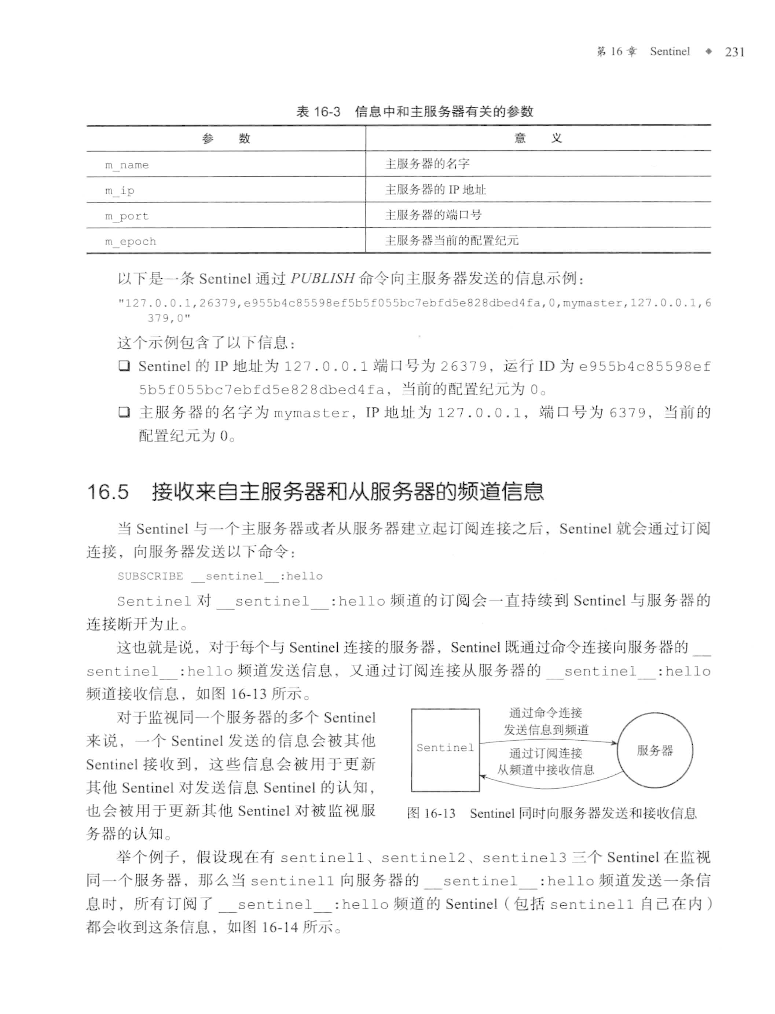 第 16 章 Sentinel ◆ 231
表 16-3 信息中和主服务器有关的参数
参 数 意 义
m_name 主服务器的名字
m_ip 主服务器的 IP 地址
m_port 主服务器的端口号
m_epoch 主服务器当前的配置纪元
以下是一条 Sentinel 通过 PUBLISH 命令向主服务器发送的信息示例：
"127.0.0.1,26379,e955b4c85598ef5b5f055bc7ebfd5e828dbed4fa,0,mymaster,127.0.0.1,6
379,0"
这个示例包含了以下信息：
❑ Sentinel 的 IP 地址为 127.0.0.1 端口号为 26379，运行 ID 为 e955b4c85598ef
5b5f055bc7ebfd5e828dbed4fa，当前的配置纪元为 0。
❑ 主服务器的名字为 mymaster，IP 地址为 127.0.0.1，端口号为 6379，当前的
配置纪元为 0。
16.5 接收来自主服务器和从服务器的频道信息
当 Sentinel 与一个主服务器或者从服务器建立起订阅连接之后，Sentinel 就会通过订阅
连接，向服务器发送以下命令：
SUBSCRIBE __sentinel__:hello
Sentinel 对 __sentinel__:hello 频道的订阅会一直持续到 Sentinel 与服务器的
连接断开为止。
这也就是说，对于每个与 Sentinel 连接的服务器，Sentinel 既通过命令连接向服务器的 __
sentinel__:hello 频道发送信息，又通过订阅连接从服务器的 __sentinel__:hello
频道接收信息，如图 16-13 所示。
对于监视同一个服务器的多个 Sentinel
来说，一个 Sentinel 发送的信息会被其他
Sentinel 接收到，这些信息会被用于更新
其他 Sentinel 对发送信息 Sentinel 的认知，
也会被用于更新其他 Sentinel 对被监视服
务器的认知。
Sentinel
通过命令连接
发送信息到频道
通过订阅连接
从频道中接收信息
服务器
图 16-13 Sentinel 同时向服务器发送和接收信息
举个例子，假设现在有 sentinel1、sentinel2、sentinel3 三个 Sentinel 在监视
同一个服务器，那么当 sentinel1 向服务器的 __sentinel__:hello 频道发送一条信
息时，所有订阅了 __sentinel__:hello 频道的 Sentinel（包括 sentinel1 自己在内）
都会收到这条信息，如图 16-14 所示。